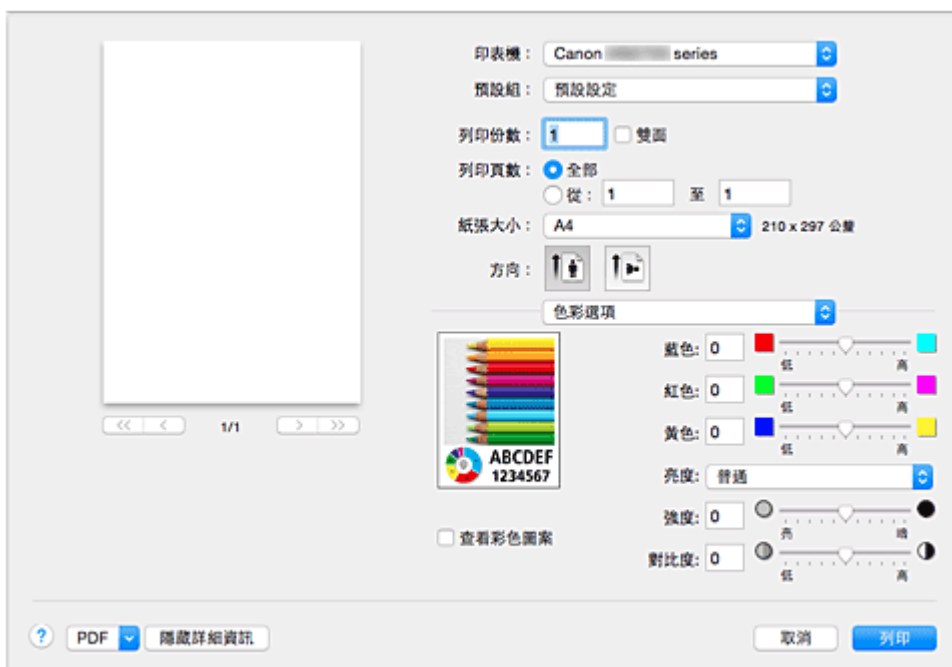 印表機： Canon series
預設組： 預設設定
列印份數： 1 雙面
列印頁數： 全部
從： 1 至 1
紙張大小： A4 210 x 297 公釐
方向：
色彩選項
藍色: 0
低 高
紅色: 0
低 高
黃色: 0
低 高
亮度: 普通
強度: 0
亮 暗
對比度: 0
低 高
ABCDEF
1234567
查看彩色圖案
<< < 1/1 > >>
? PDF 隱藏詳細資訊 取消 列印